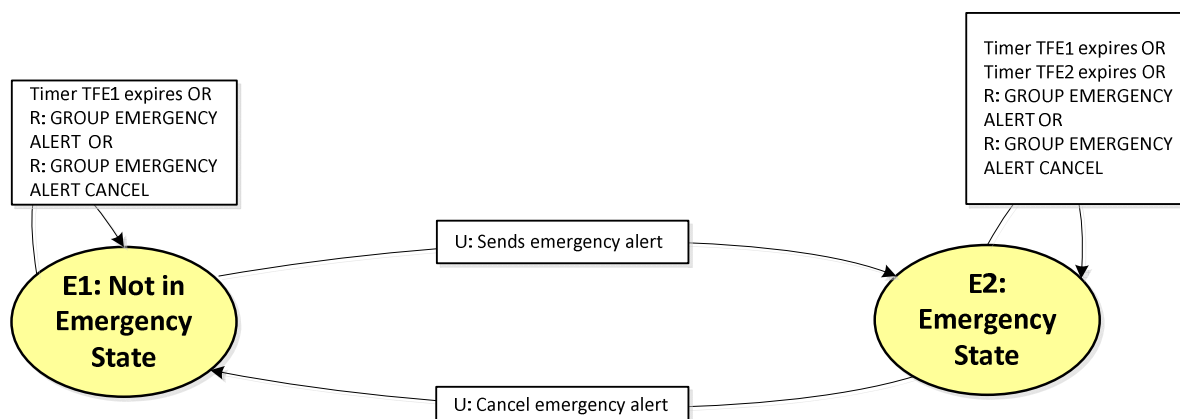 Timer TFE1 expires OR
R: GROUP EMERGENCY
ALERT OR
R: GROUP EMERGENCY
ALERT CANCEL
Timer TFE1 expires OR
Timer TFE2 expires OR
R: GROUP EMERGENCY
ALERT OR
R: GROUP EMERGENCY
ALERT CANCEL
U: Sends emergency alert
E1: Not in
Emergency
State
E2:
Emergency
State
U: Cancel emergency alert